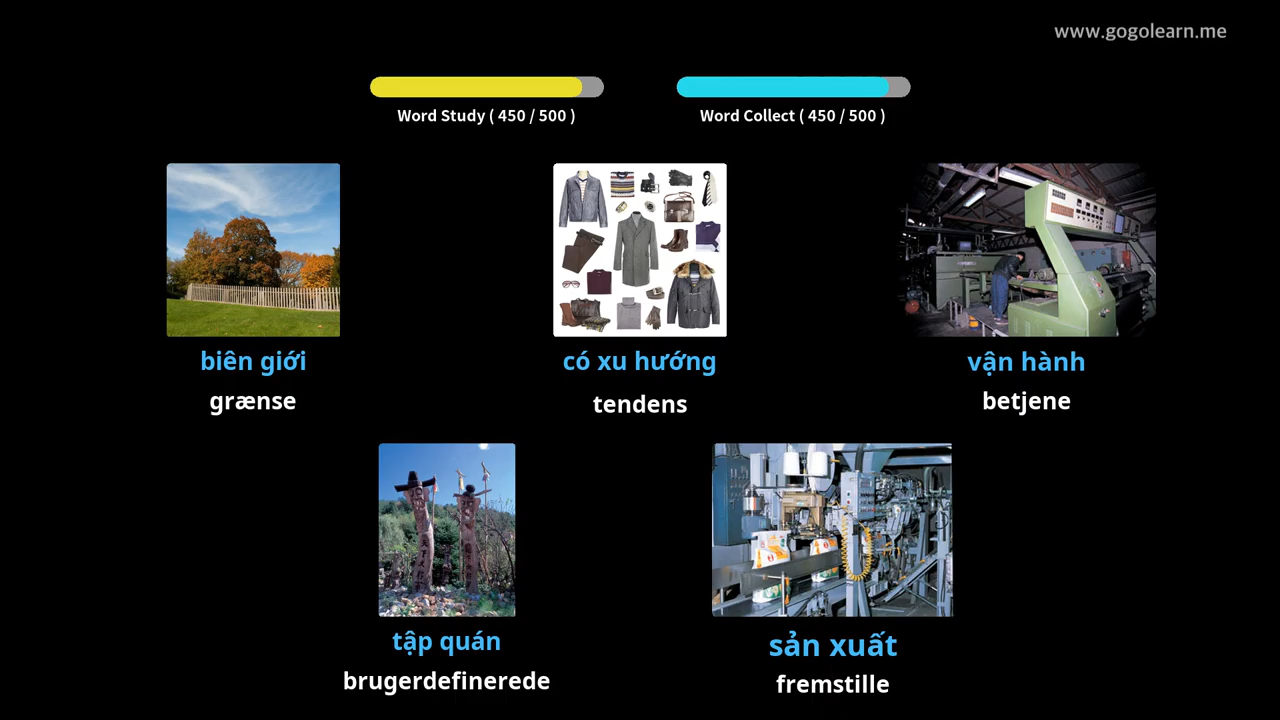 www.gogolearn.me
Word Study ( 450 / 500 )
Word Collect ( 450 / 500 )
biên giới
grænse
có xu hướng
tendens
vận hành
betjene
tập quán
brugerdefinerede
sản xuất
fremstille